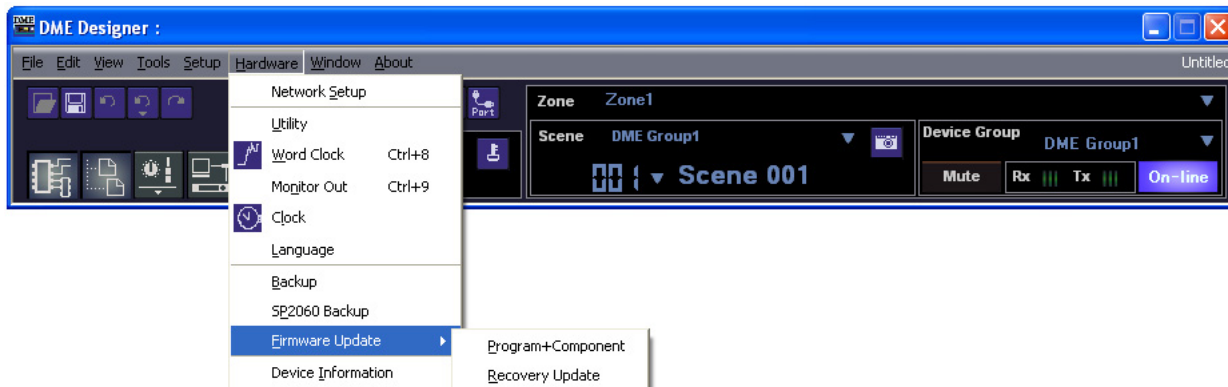 DME Designer :
File Edit View Tools Setup Hardware Window About
Untitled
Network Setup
Utility
Word Clock Ctrl+8
Monitor Out Ctrl+9
Clock
Language
Backup
SP2060 Backup
Firmware Update
Device Information
Program+Component
Recovery Update
Port
Zone Zone1
Scene DME Group1
001 Scene 001
Device Group
DME Group1
Mute Rx Tx On-line